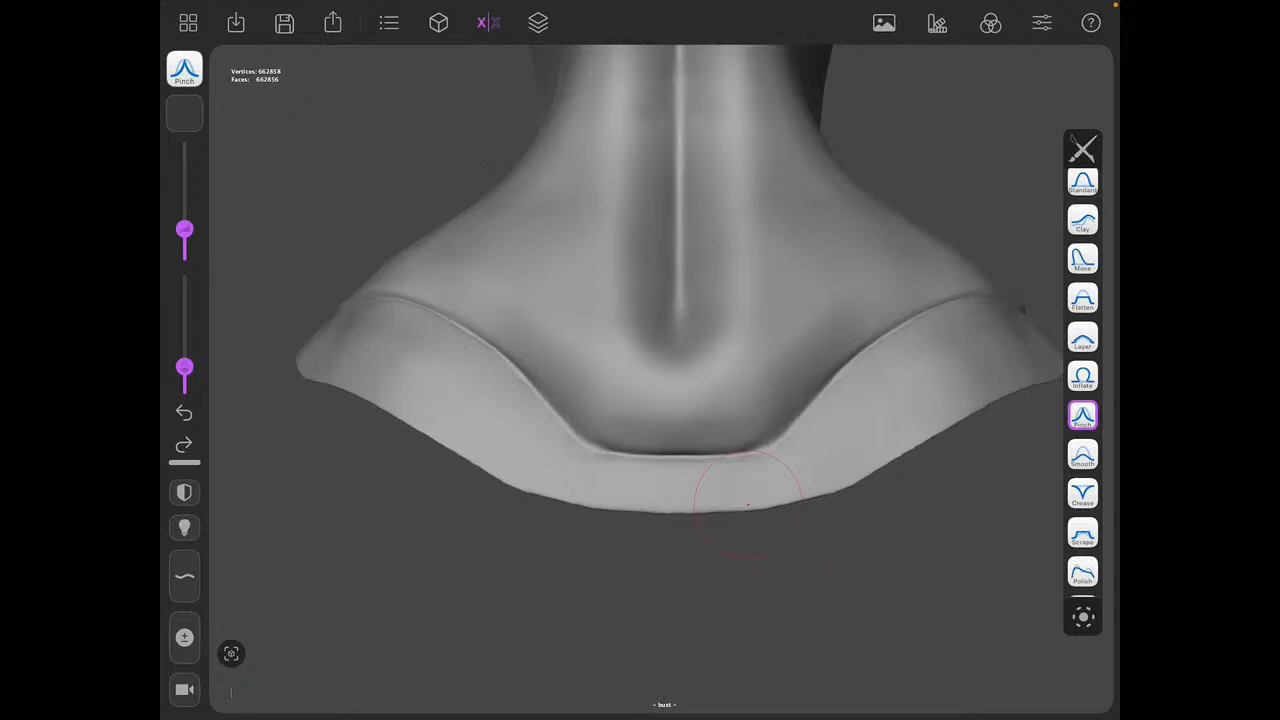 Pinch
Vertices: 662858
Faces: 662856
Standard
Clay
Move
Flatten
Layer
Inflate
Pinch
Smooth
Crease
Scrape
Polish
- bust -